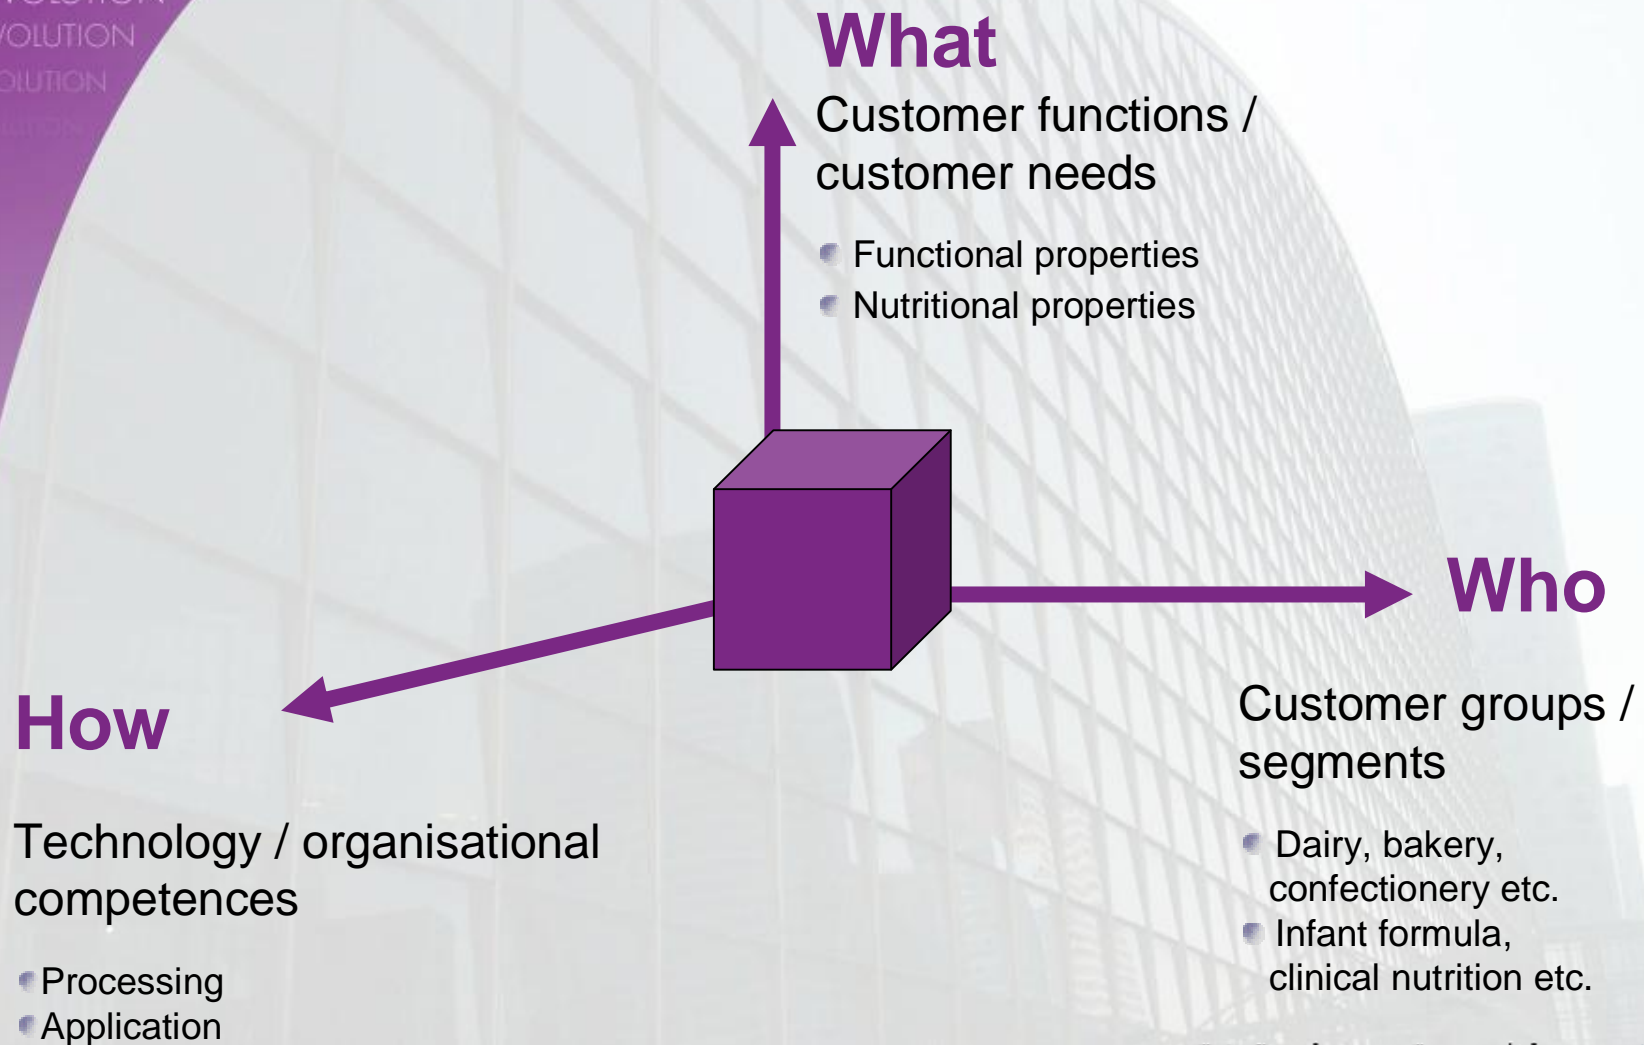 VOLUTION
OLUTION
What
Customer functions /
customer needs
Functional properties
Nutritional properties
Who
Customer groups /
segments
Dairy, bakery,
confectionery etc.
Infant formula,
clinical nutrition etc.
How
Technology / organisational
competences
Processing
Application